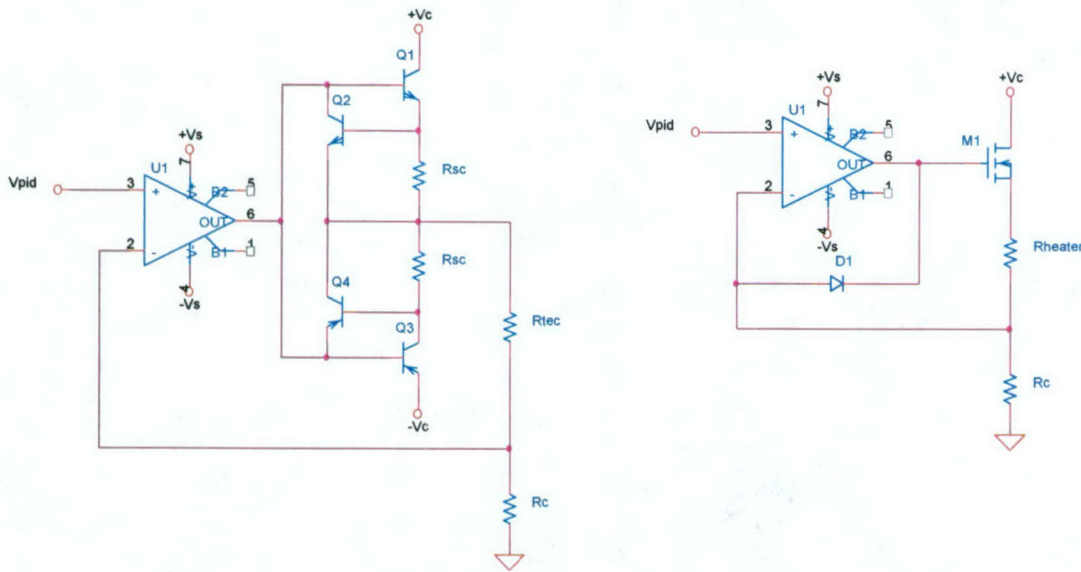 +Vc
Q1
Q2
Rsc
+Vs
7
U1
Vpid
3
+
B2
5
OUT
6
2
-
B1
1
4
-Vs
Rsc
Q4
Q3
Rtec
-Vc
Rc
+Vs
+Vc
7
U1
5
Vpid
3
+
B2
M1
OUT
6
2
-
B1
1
4
-Vs
D1
Rheater
Rc